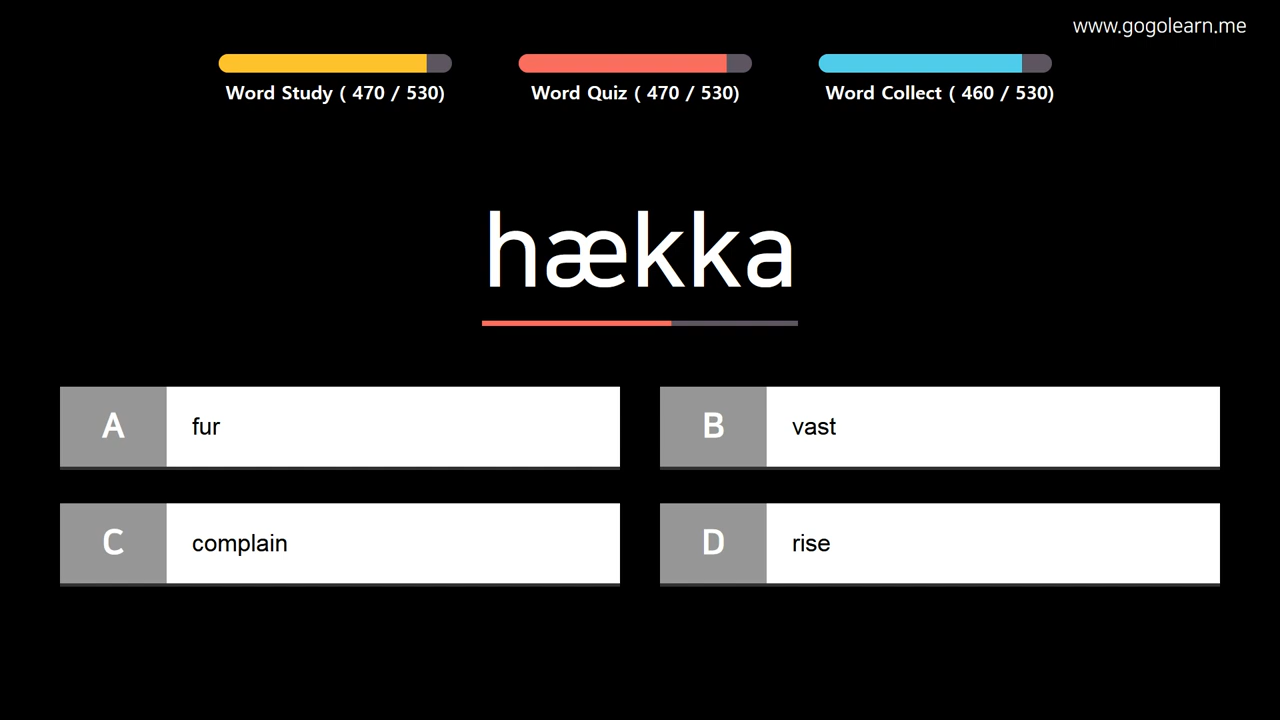 www.gogolearn.me
Word Study ( 470 / 530)
Word Quiz ( 470 / 530)
Word Collect ( 460 / 530)
hækka
A fur
B vast
C complain
D rise